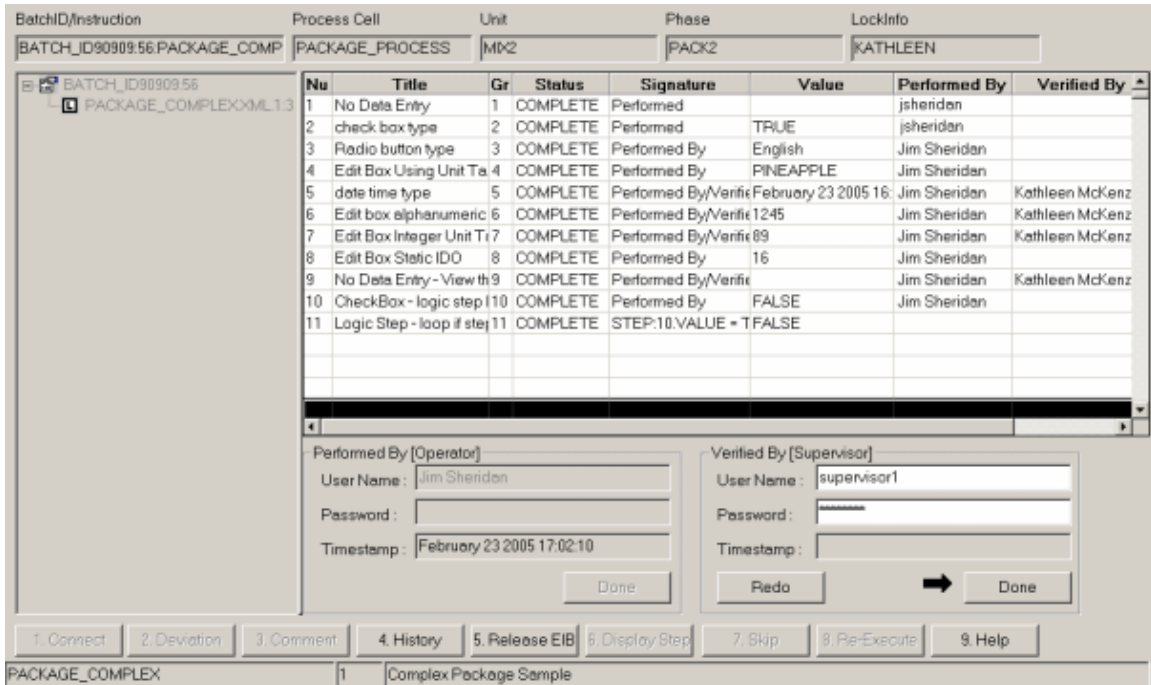 BatchID/Instruction Process Cell Unit Phase LockInfo
BATCH_ID90909:56:PACKAGE_COMP PACKAGE_PROCESS MIX2 PACK2 KATHLEEN
BATCH_ID90909:56
PACKAGE_COMPLEXXML1:3
Nu Title Gr Status Signature Value Performed By Verified By
1 No Data Entry 1 COMPLETE Performed jsheridan
2 check box type 2 COMPLETE Performed TRUE jsheridan
3 Radio button type 3 COMPLETE Performed By English Jim Sheridan
4 Edit Box Using Unit Ta 4 COMPLETE Performed By PINEAPPLE Jim Sheridan
5 date time type 5 COMPLETE Performed By/Verifie February 23 2005 16: Jim Sheridan Kathleen McKenz
6 Edit box alphanumeric 6 COMPLETE Performed By/Verifie 1245 Jim Sheridan Kathleen McKenz
7 Edit Box Integer Unit Ti 7 COMPLETE Performed By/Verifie 89 Jim Sheridan Kathleen McKenz
8 Edit Box Static IDO 8 COMPLETE Performed By 16 Jim Sheridan
9 No Data Entry - View th 9 COMPLETE Performed By/Verifie Jim Sheridan Kathleen McKenz
10 CheckBox - logic step l 10 COMPLETE Performed By FALSE Jim Sheridan
11 Logic Step - loop if step 11 COMPLETE STEP:10.VALUE = T FALSE
Performed By [Operator] Verified By [Supervisor]
User Name : Jim Sheridan User Name : supervisor1
Password : Password : ********
Timestamp : February 23 2005 17:02:10 Timestamp :
Done Redo Done
1. Connect 2. Deviation 3. Comment 4. History 5. Release EIB 6. Display Step 7. Skip 8. Re-Execute 9. Help
PACKAGE_COMPLEX 1 Complex Package Sample